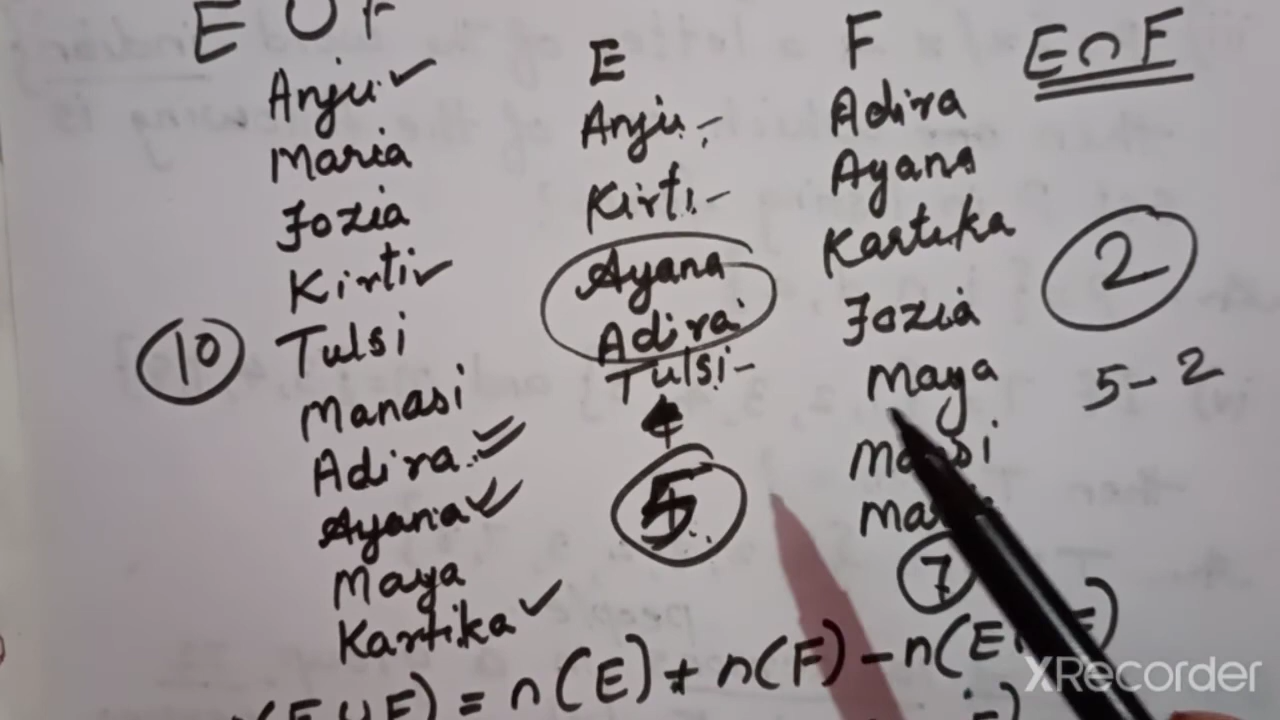 E ∪ F
Anju ✓
Maria
Fozia
Kirti ✓
10
Tulsi
Manasi
Adira ✓
Ayana ✓
Maya
Kartika ✓
E
Anju -
Kirti -
Ayana
Adira
Tulsi -
5
F
Adira
Ayana
Kartika
Fozia
Maya
7
E∩F
2
5-2
n(E∪F) = n(E) + n(F) - n(E
XRecorder